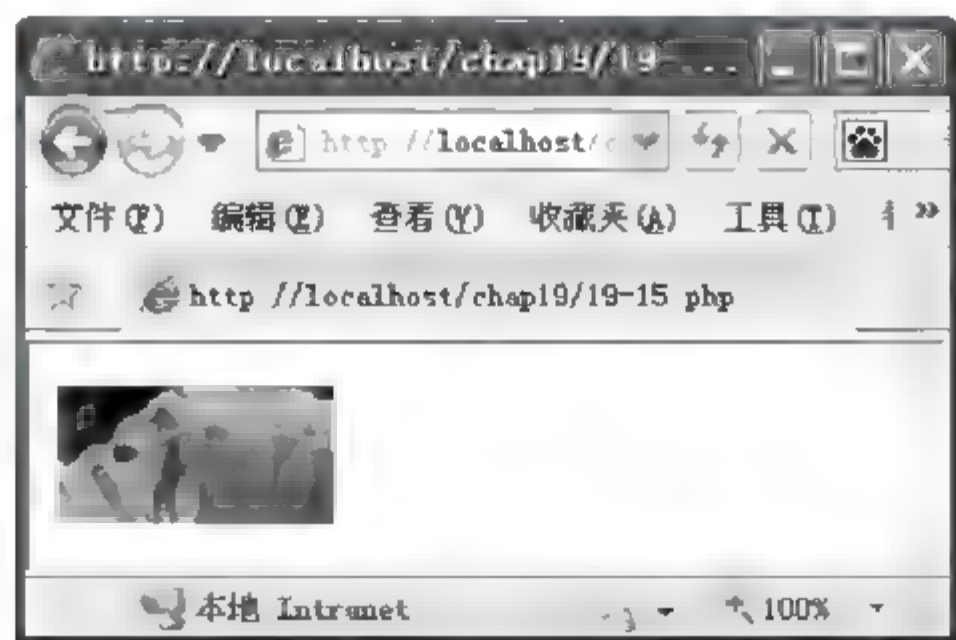 http://localhost/chap19/19-...
http //localhost/c
文件(F) 编辑(E) 查看(V) 收藏夹(A) 工具(T) »
http //localhost/chap19/19-15 php
本地 Intranet 100%